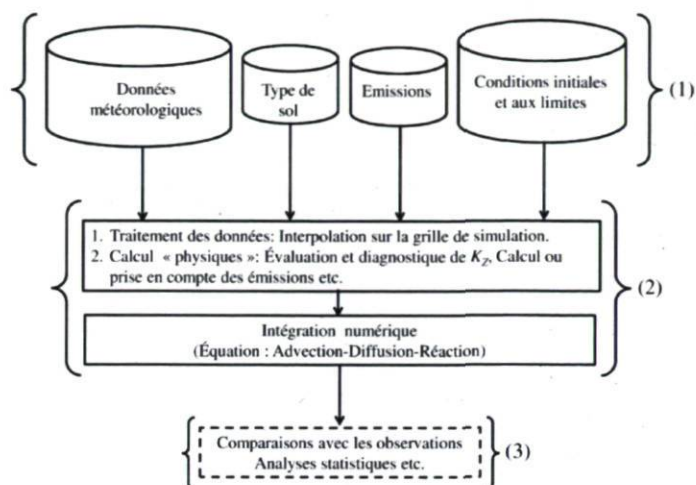 Données
météorologiques
Type de
sol
Emissions
Conditions initiales
et aux limites
(1)
1. Traitement des données: Interpolation sur la grille de simulation.
2. Calcul « physiques »: Évaluation et diagnostique de K_Z, Calcul ou
prise en compte des émissions etc.
(2)
Intégration numérique
(Équation : Advection-Diffusion-Réaction)
Comparaisons avec les observations
Analyses statistiques etc.
(3)